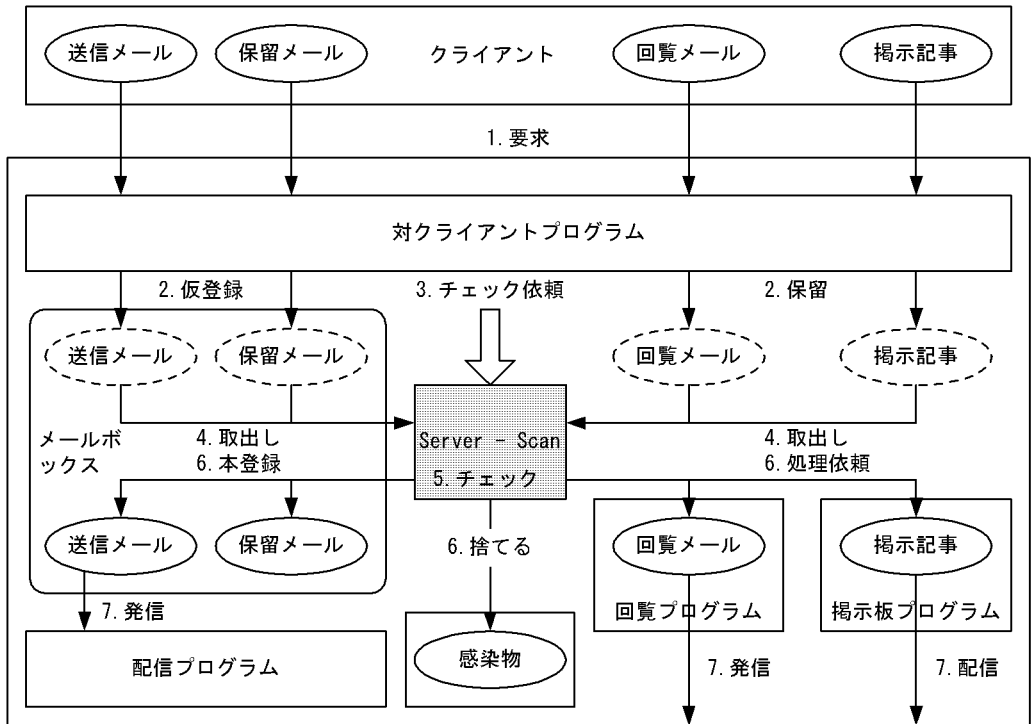 送信メール
保留メール
クライアント
回覧メール
掲示記事
1. 要求
対クライアントプログラム
2. 仮登録
3. チェック依頼
2. 保留
送信メール
保留メール
回覧メール
掲示記事
メールボ
ックス
4. 取出し
6. 本登録
Server - Scan
5. チェック
4. 取出し
6. 処理依頼
送信メール
保留メール
6. 捨てる
回覧メール
掲示記事
7. 発信
回覧プログラム
掲示板プログラム
配信プログラム
感染物
7. 発信
7. 配信